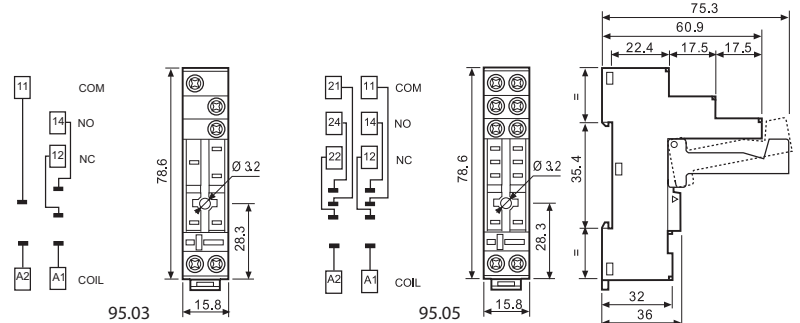 11 COM
14 NO
12 NC
A2 A1 COIL
95.03
78.6
Ø 3.2
28.3
15.8
21 11 COM
24 14 NO
22 12 NC
A2 A1 COIL
95.05
78.6
Ø 3.2
28.3
15.8
75.3
60.9
22.4 17.5 17.5
=
35.4
=
32
36